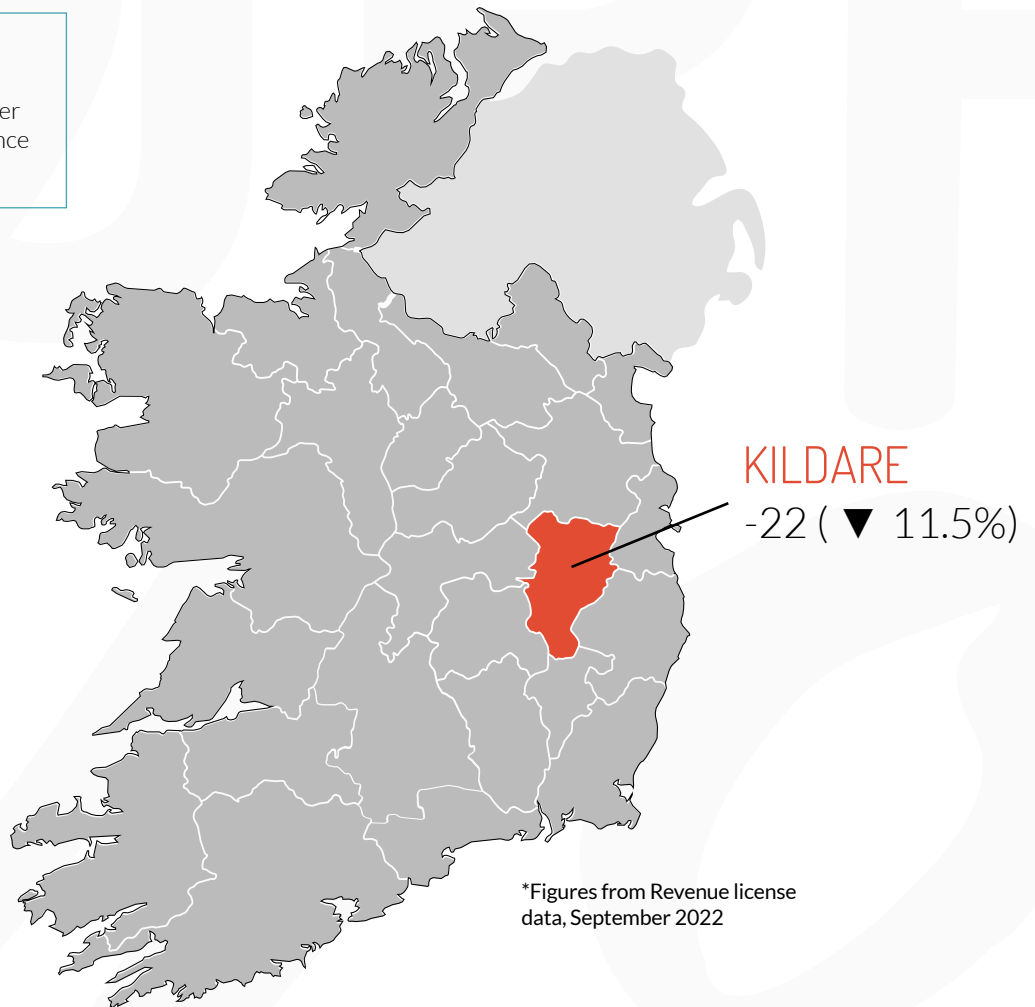 er
nce
KILDARE
-22 ( ▼ 11.5%)
*Figures from Revenue license
data, September 2022